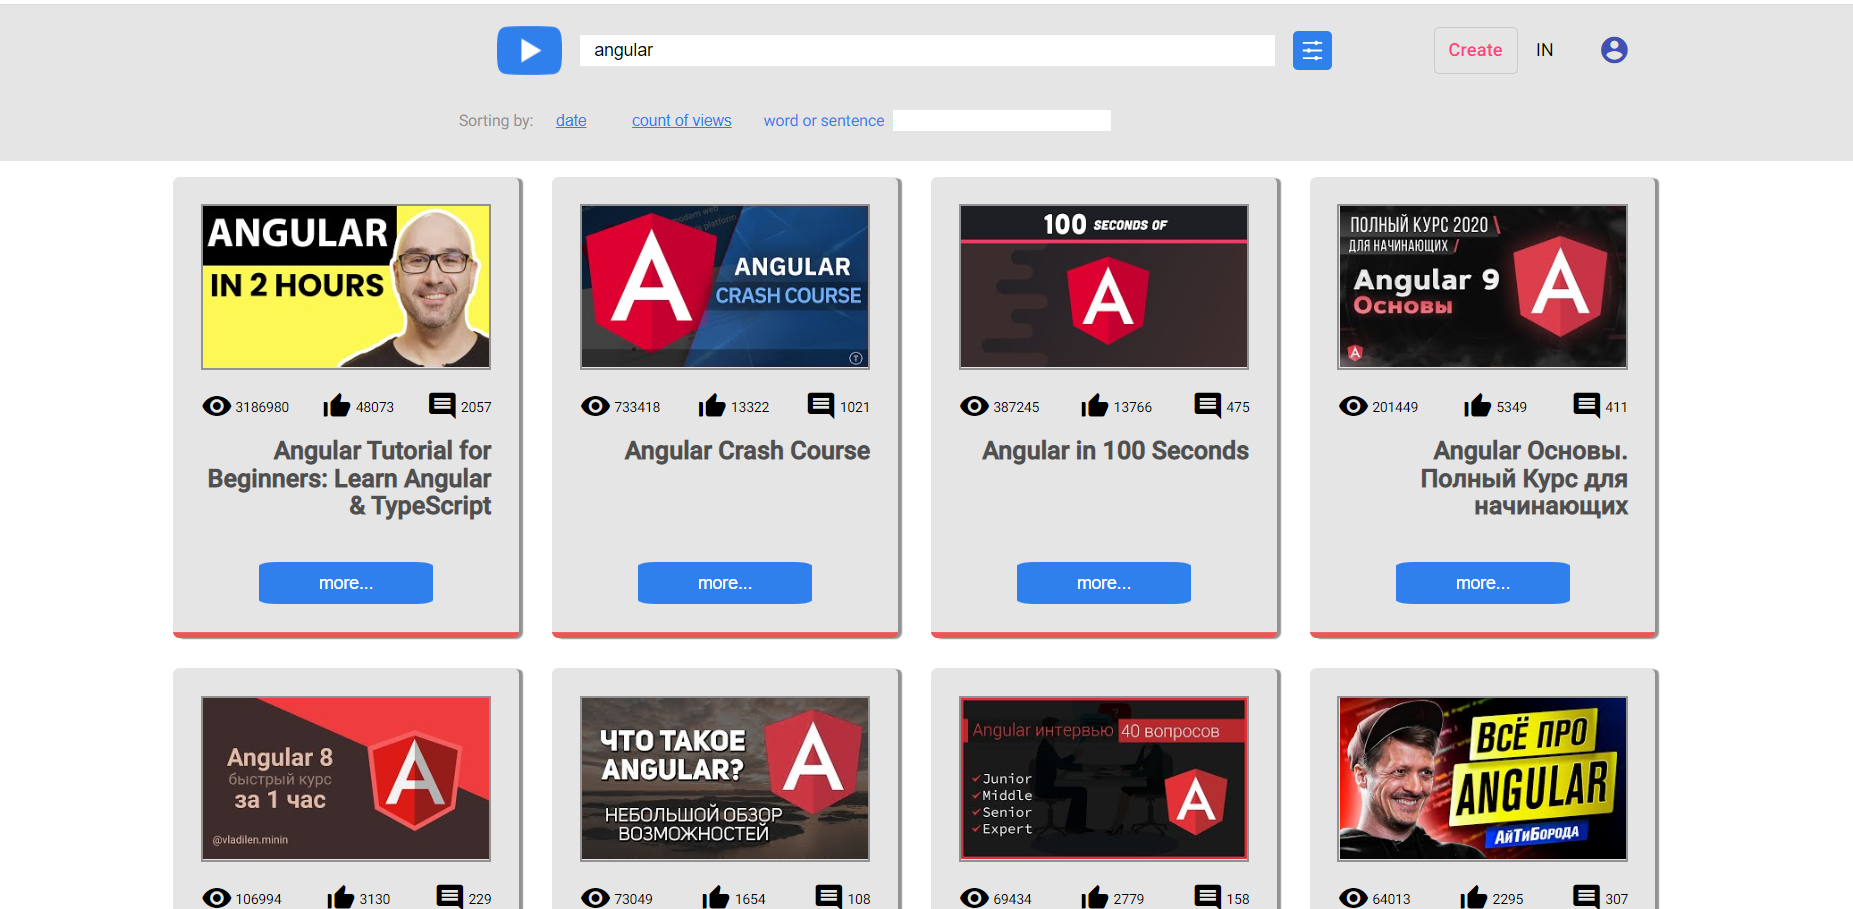 angular
Create
IN
Sorting by:
date
count of views
word or sentence
ANGULAR
IN 2 HOURS
3186980
48073
2057
Angular Tutorial for
Beginners: Learn Angular
& TypeScript
more...
modern web
platform
ANGULAR
CRASH COURSE
733418
13322
1021
Angular Crash Course
more...
100 SECONDS OF
387245
13766
475
Angular in 100 Seconds
more...
ПОЛНЫЙ КУРС 2020 \
ДЛЯ НАЧИНАЮЩИХ /
Angular 9
Основы
201449
5349
411
Angular Основы.
Полный Курс для
начинающих
more...
Angular 8
быстрый курс
за 1 час
@vladilen.minin
106994
3130
229
ЧТО ТАКОЕ
ANGULAR?
НЕБОЛЬШОЙ ОБЗОР
ВОЗМОЖНОСТЕЙ
73049
1654
108
Angular интервью 40 вопросов
Junior
Middle
Senior
Expert
69434
2779
158
ВСЁ ПРО
ANGULAR
АйТиБорода
64013
2295
307